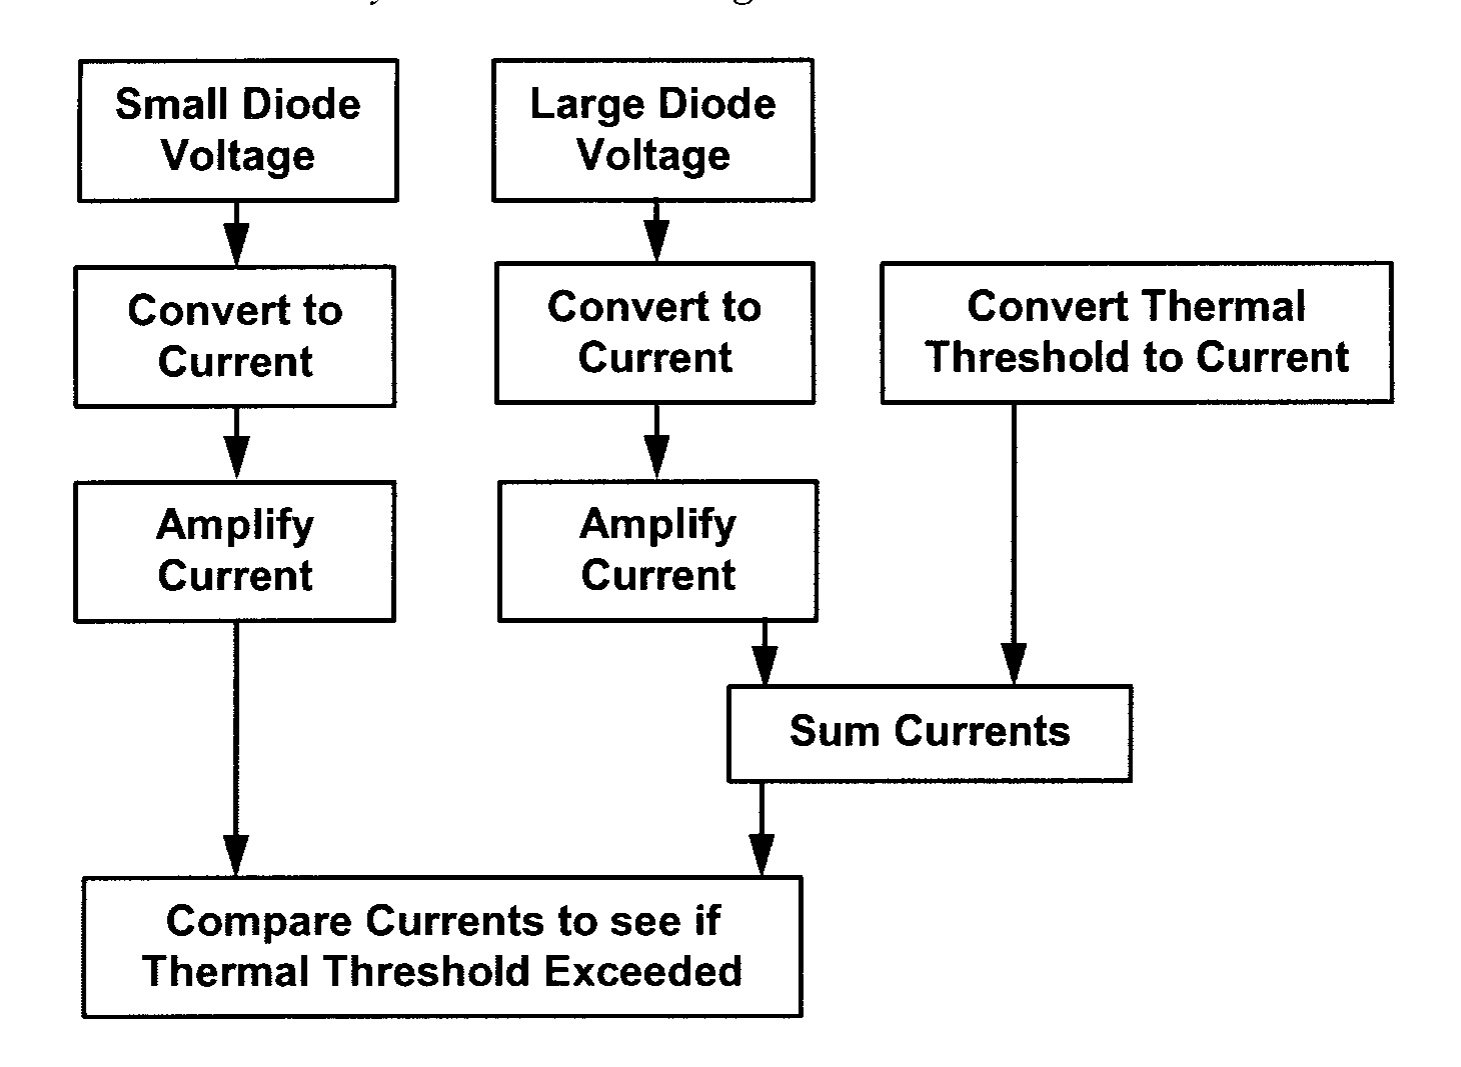 Small Diode
Voltage
Large Diode
Voltage
Convert to
Current
Convert to
Current
Convert Thermal
Threshold to Current
Amplify
Current
Amplify
Current
Sum Currents
Compare Currents to see if
Thermal Threshold Exceeded